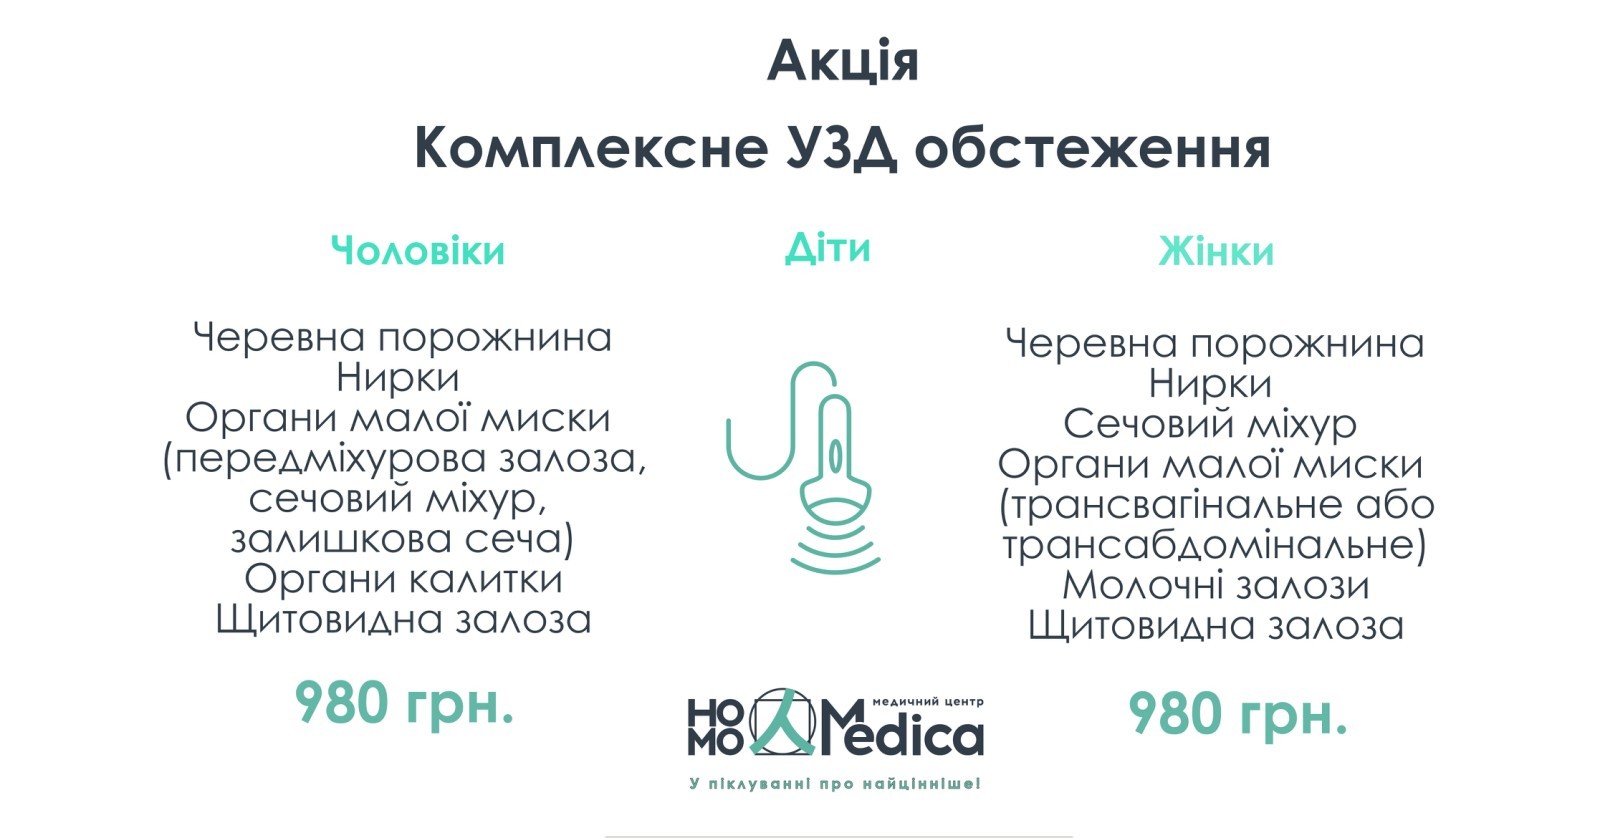 Акція
Комплексне УЗД обстеження
Чоловіки
Черевна порожнина
Нирки
Органи малої миски
(передміхурова залоза,
сечовий міхур,
залишкова сеча)
Органи калитки
Щитовидна залоза
980 грн.
Діти
HO
MO
Medica
медичний центр
У піклуванні про найцінніше!
Жінки
Черевна порожнина
Нирки
Сечовий міхур
Органи малої миски
(трансвагінальне або
трансабдомінальне)
Молочні залози
Щитовидна залоза
980 грн.